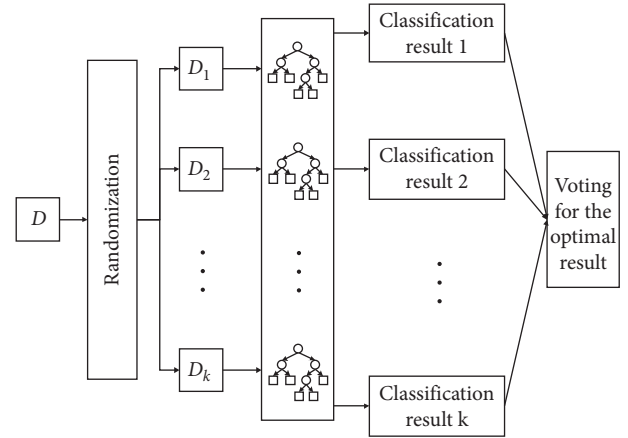 D
Randomization
D1
D2
Dk
Classification
result 1
Classification
result 2
Classification
result k
Voting
for the
optimal
result